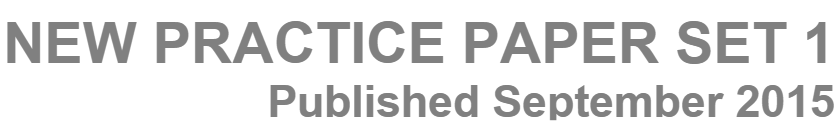 NEW PRACTICE PAPER SET 1
Published September 2015